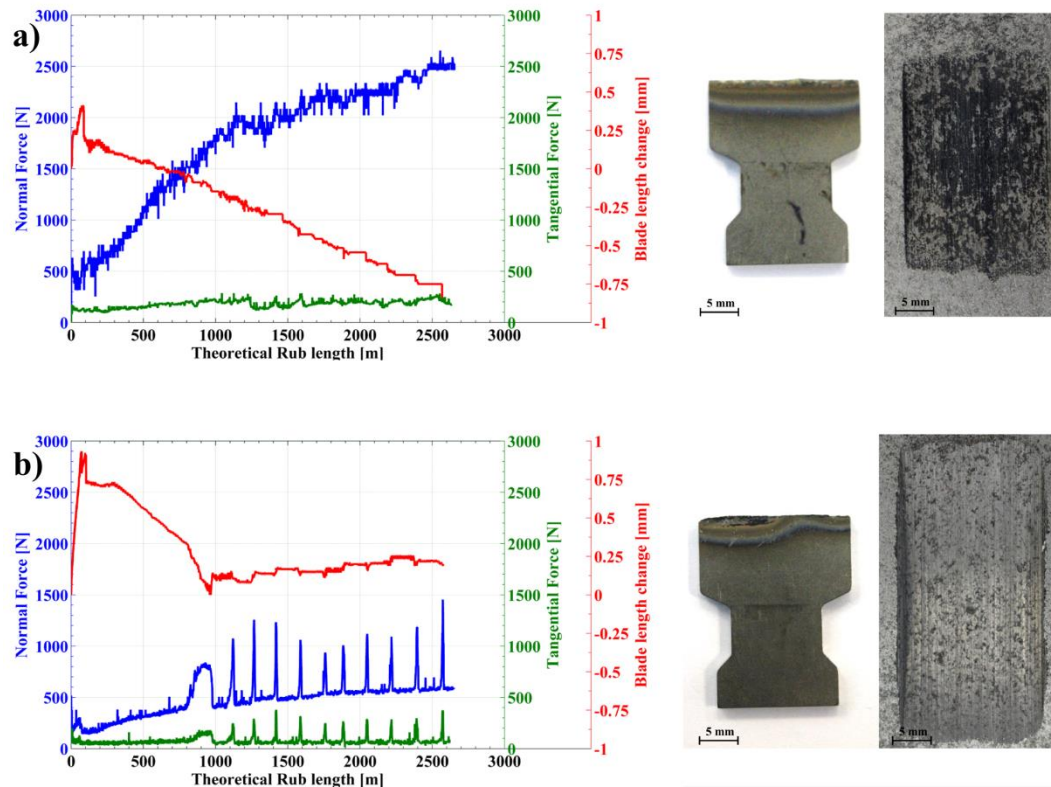 a)
3000
2500
2000
1500
1000
500
0
Normal Force [N]
3000
2500
2000
1500
1000
500
0
Tangential Force [N]
1
0.75
0.5
0.25
0
-0.25
-0.5
-0.75
-1
Blade length change [mm]
0 500 1000 1500 2000 2500 3000
Theoretical Rub length [m]
5 mm
5 mm
b)
3000
2500
2000
1500
1000
500
0
Normal Force [N]
3000
2500
2000
1500
1000
500
0
Tangential Force [N]
1
0.75
0.5
0.25
0
-0.25
-0.5
-0.75
-1
Blade length change [mm]
0 500 1000 1500 2000 2500 3000
Theoretical Rub length [m]
5 mm
5 mm